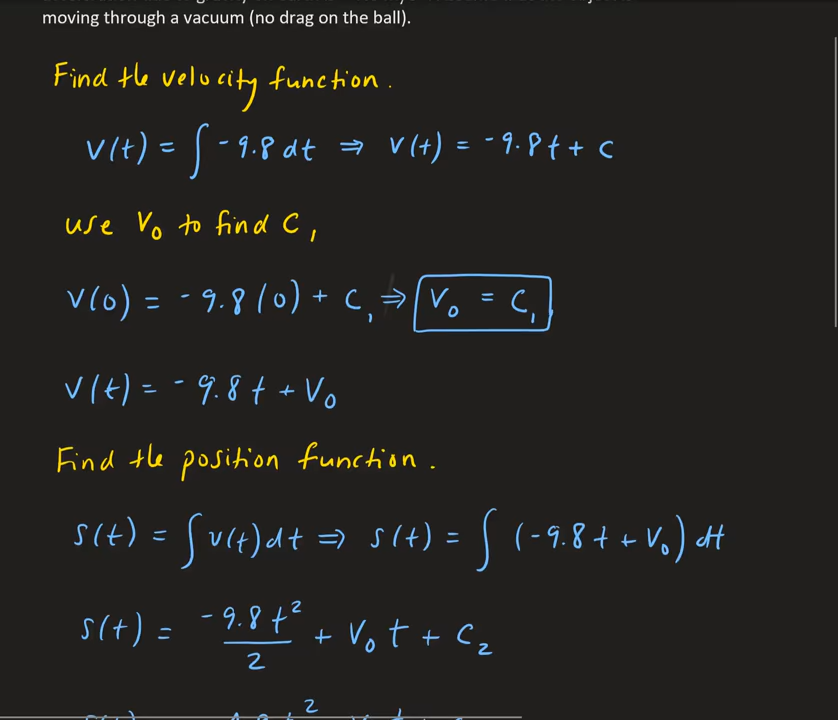 moving through a vacuum (no drag on the ball).
Find the velocity function.
V(t) = ∫ -9.8 dt ⇒ V(t) = -9.8t + C
use V₀ to find C₁
V(0) = -9.8(0) + C₁ ⇒ V₀ = C₁
V(t) = -9.8t + V₀
Find the position function.
S(t) = ∫ v(t) dt ⇒ S(t) = ∫ (-9.8t + V₀) dt
S(t) = -9.8t²/2 + V₀t + C₂